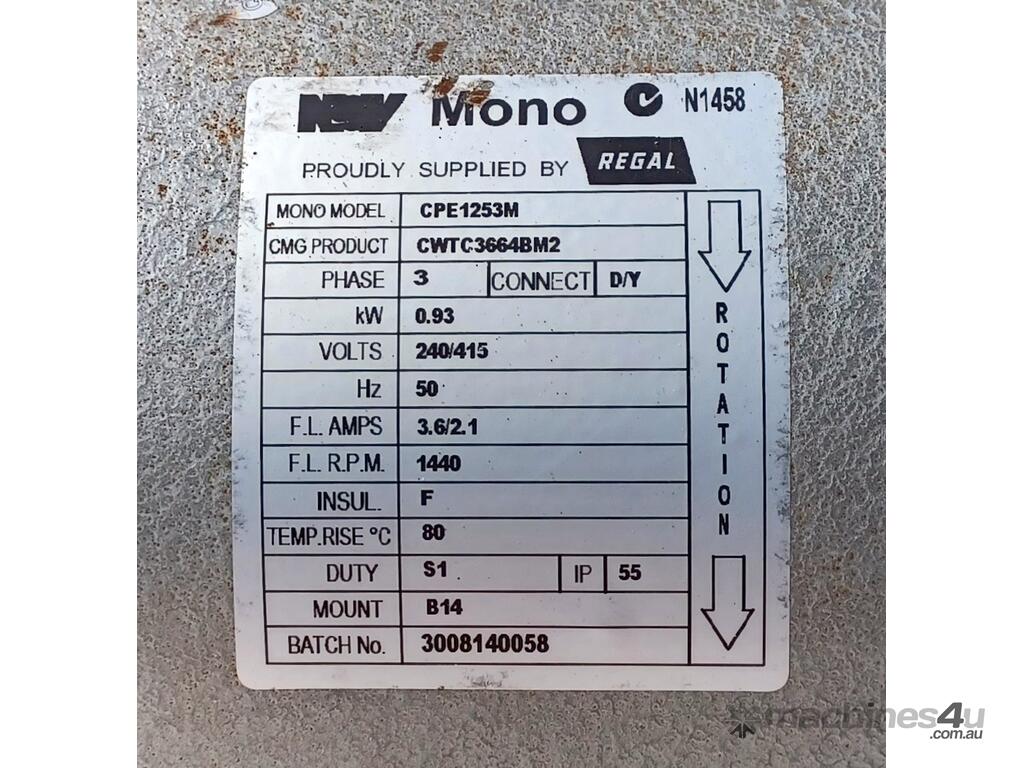 NOV Mono N1458
PROUDLY SUPPLIED BY REGAL
MONO MODEL CPE1253M
CMG PRODUCT CWTC3664BM2
PHASE 3 CONNECT D/Y
kW 0.93
VOLTS 240/415
Hz 50
F.L. AMPS 3.6/2.1
F.L. R.P.M. 1440
INSUL. F
TEMP.RISE °C 80
DUTY S1 IP 55
MOUNT B14
BATCH No. 3008140058
ROTATION
machines4u
.com.au